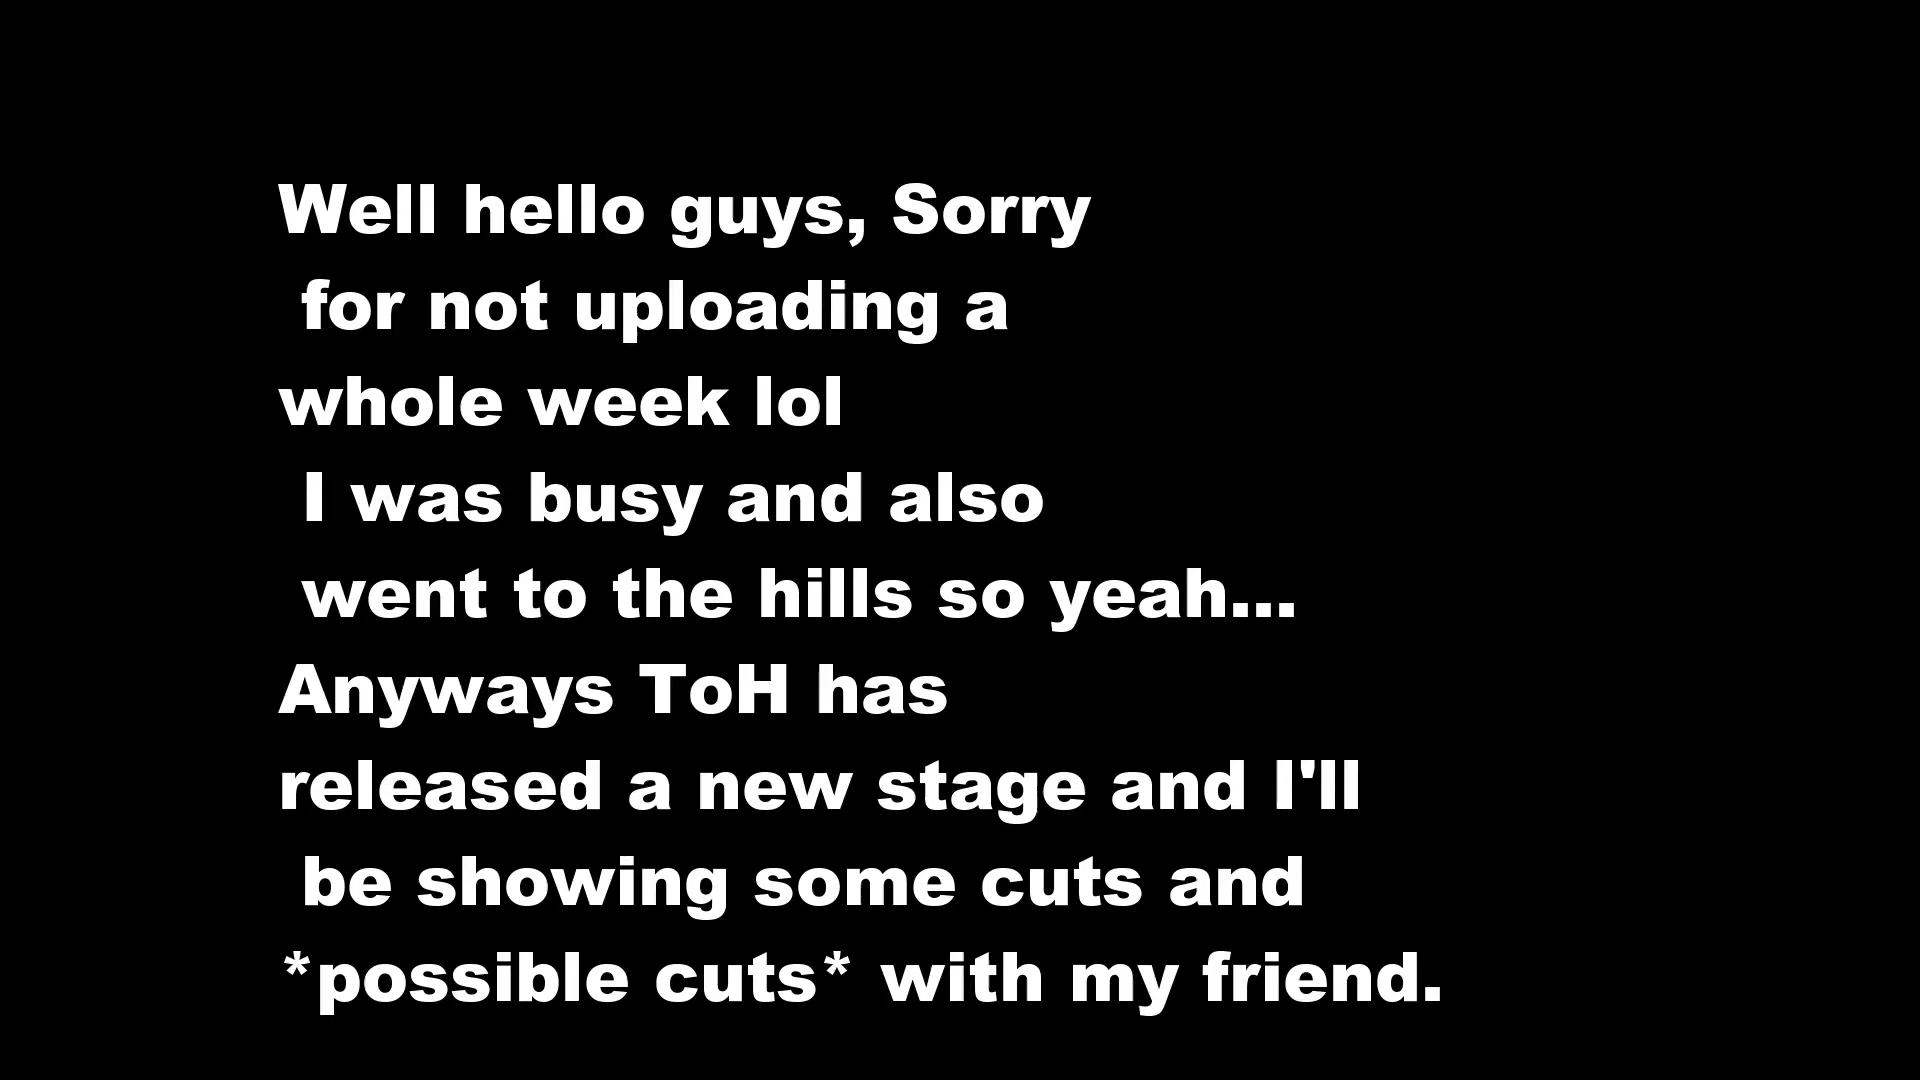 Well hello guys, Sorry
for not uploading a
whole week lol
I was busy and also
went to the hills so yeah...
Anyways ToH has
released a new stage and I'll
be showing some cuts and
*possible cuts* with my friend.